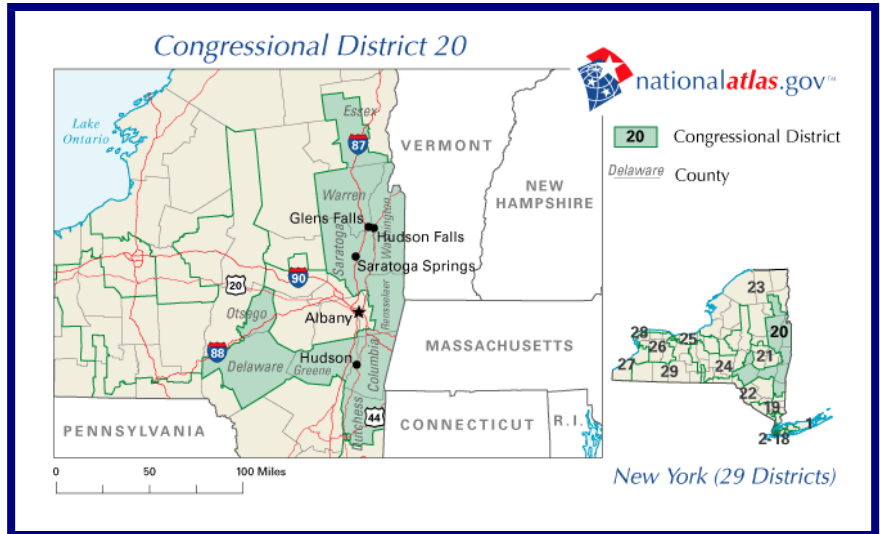 Congressional District 20
nationalatlas.gov™
Lake
Ontario
Essex
87
VERMONT
NEW
HAMPSHIRE
20 Congressional District
Delaware County
Warren
Washington
Glens Falls
Hudson Falls
Saratoga
Saratoga Springs
90
20
Rensselaer
Otsego
Albany
88
Hudson
Delaware
Greene
Columbia
MASSACHUSETTS
44
Dutchess
PENNSYLVANIA
CONNECTICUT
R.I.
0 50 100 Miles
23
20
28
26
25
21
27
29
24
22
19
1
2-18
New York (29 Districts)